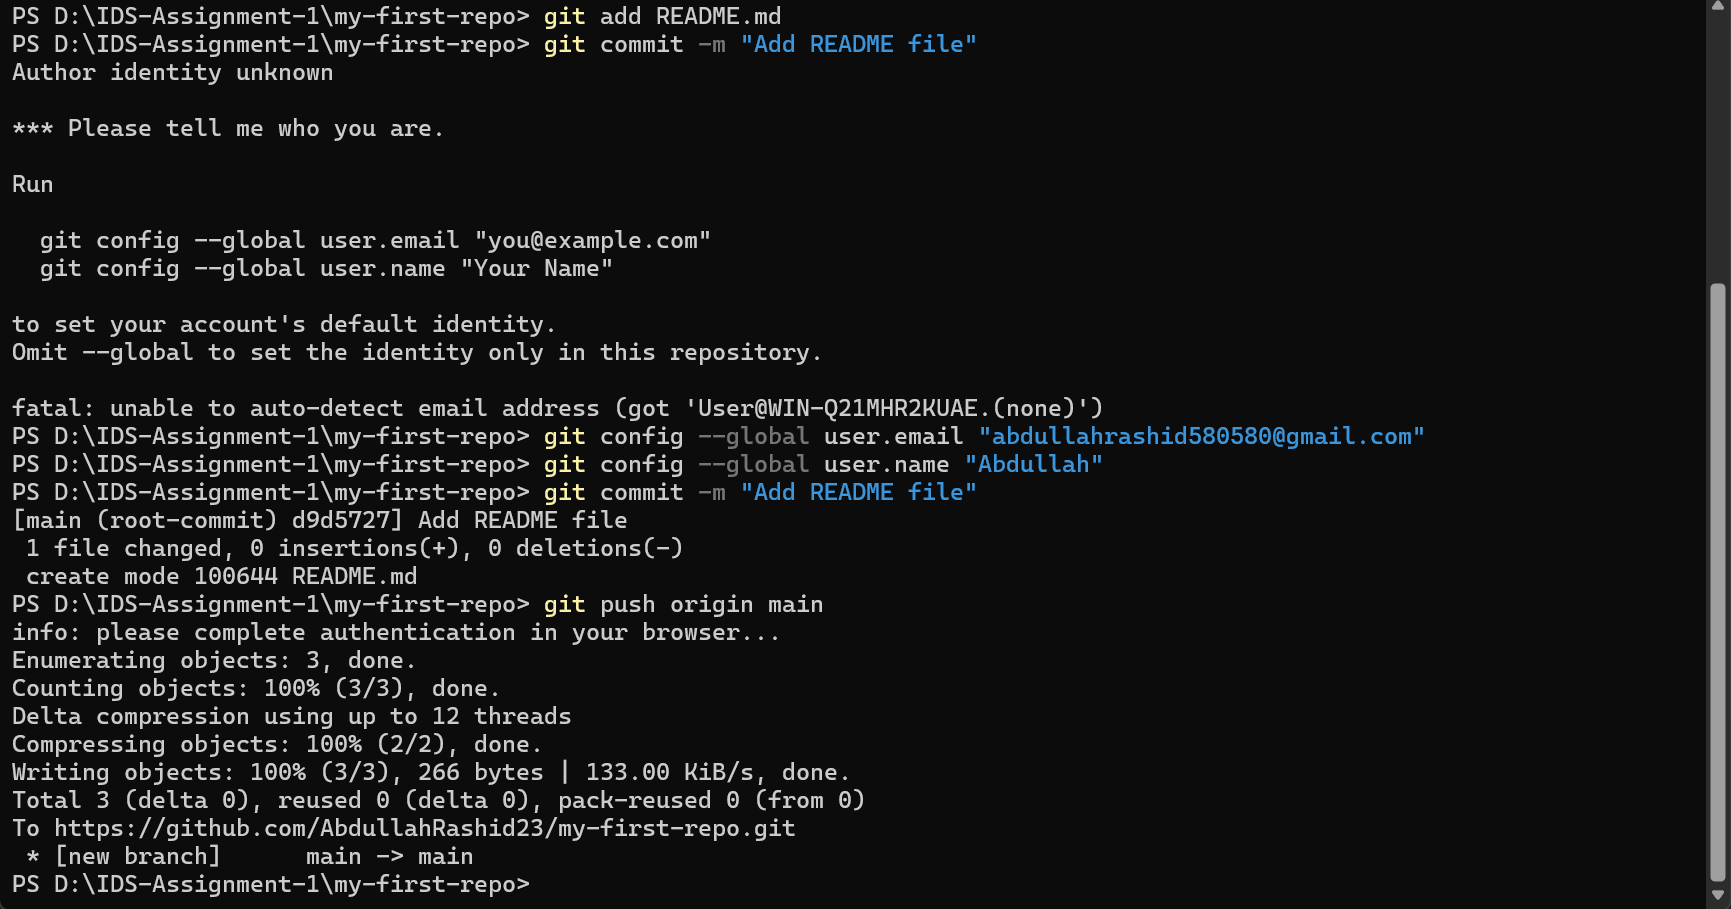 PS D:\IDS-Assignment-1\my-first-repo> git add README.md
PS D:\IDS-Assignment-1\my-first-repo> git commit -m "Add README file"
Author identity unknown

*** Please tell me who you are.

Run

  git config --global user.email "you@example.com"
  git config --global user.name "Your Name"

to set your account's default identity.
Omit --global to set the identity only in this repository.

fatal: unable to auto-detect email address (got 'User@WIN-Q21MHR2KUAE.(none)')
PS D:\IDS-Assignment-1\my-first-repo> git config --global user.email "abdullahrashid580580@gmail.com"
PS D:\IDS-Assignment-1\my-first-repo> git config --global user.name "Abdullah"
PS D:\IDS-Assignment-1\my-first-repo> git commit -m "Add README file"
[main (root-commit) d9d5727] Add README file
 1 file changed, 0 insertions(+), 0 deletions(-)
 create mode 100644 README.md
PS D:\IDS-Assignment-1\my-first-repo> git push origin main
info: please complete authentication in your browser...
Enumerating objects: 3, done.
Counting objects: 100% (3/3), done.
Delta compression using up to 12 threads
Compressing objects: 100% (2/2), done.
Writing objects: 100% (3/3), 266 bytes | 133.00 KiB/s, done.
Total 3 (delta 0), reused 0 (delta 0), pack-reused 0 (from 0)
To https://github.com/AbdullahRashid23/my-first-repo.git
 * [new branch]      main -> main
PS D:\IDS-Assignment-1\my-first-repo>